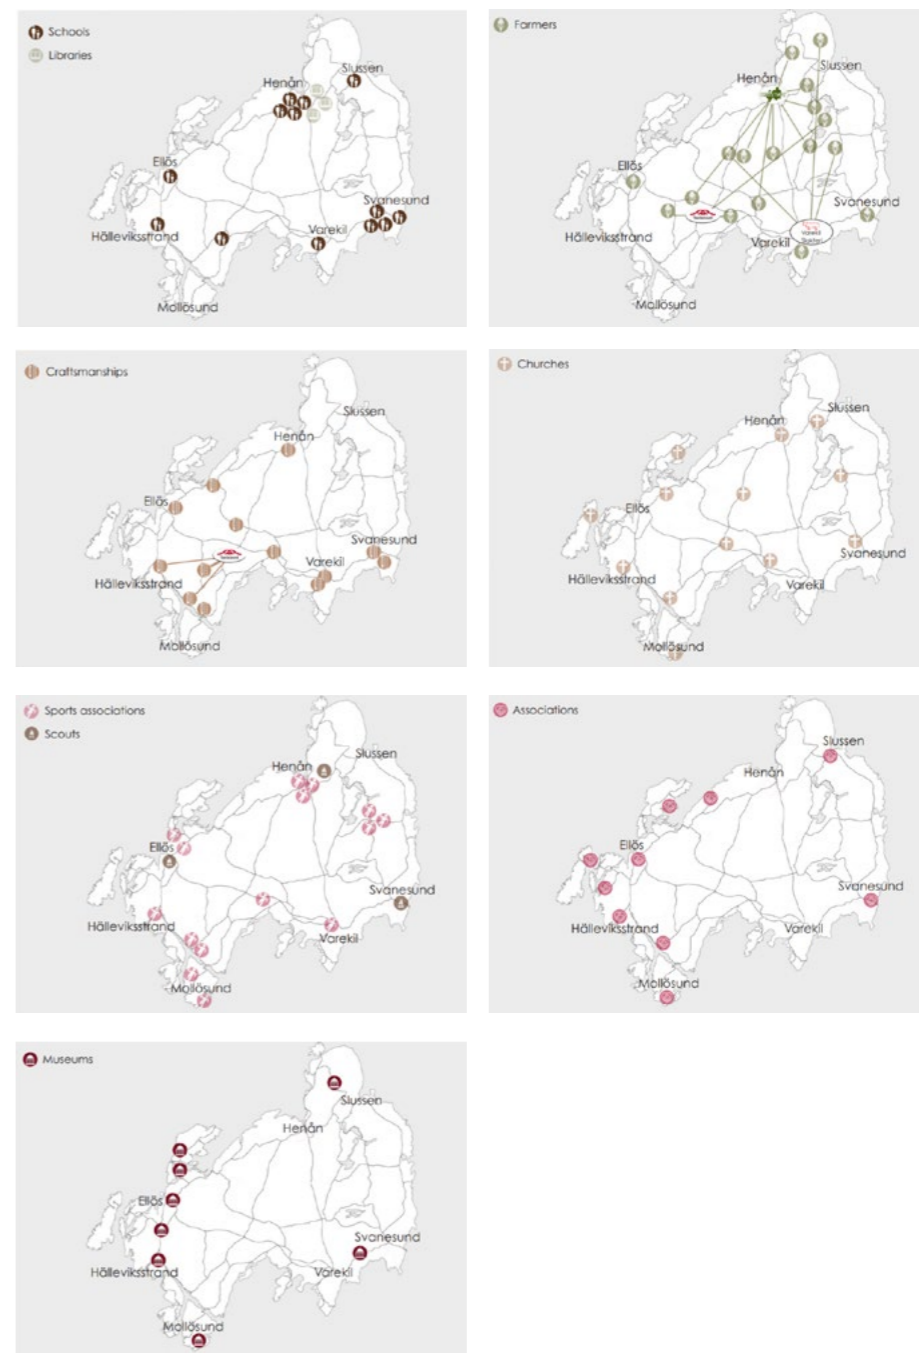 Schools
Libraries
Slussen
Henån
Ellös
Svanesund
Varekil
Hälleviksstrand
Mollösund
Farmers
Slussen
Henån
Ellös
Svanesund
Hälleviksstrand
Varekil
Varekil
Mollösund
Craftsmanships
Slussen
Henån
Ellös
Svanesund
Varekil
Hälleviksstrand
Mollösund
Churches
Slussen
Henån
Ellös
Svanesund
Hälleviksstrand
Varekil
Mollösund
Sports associations
Scouts
Slussen
Henån
Ellös
Svanesund
Hälleviksstrand
Varekil
Mollösund
Associations
Slussen
Henån
Ellös
Svanesund
Hälleviksstrand
Varekil
Mollösund
Museums
Slussen
Henån
Ellös
Svanesund
Hälleviksstrand
Varekil
Mollösund